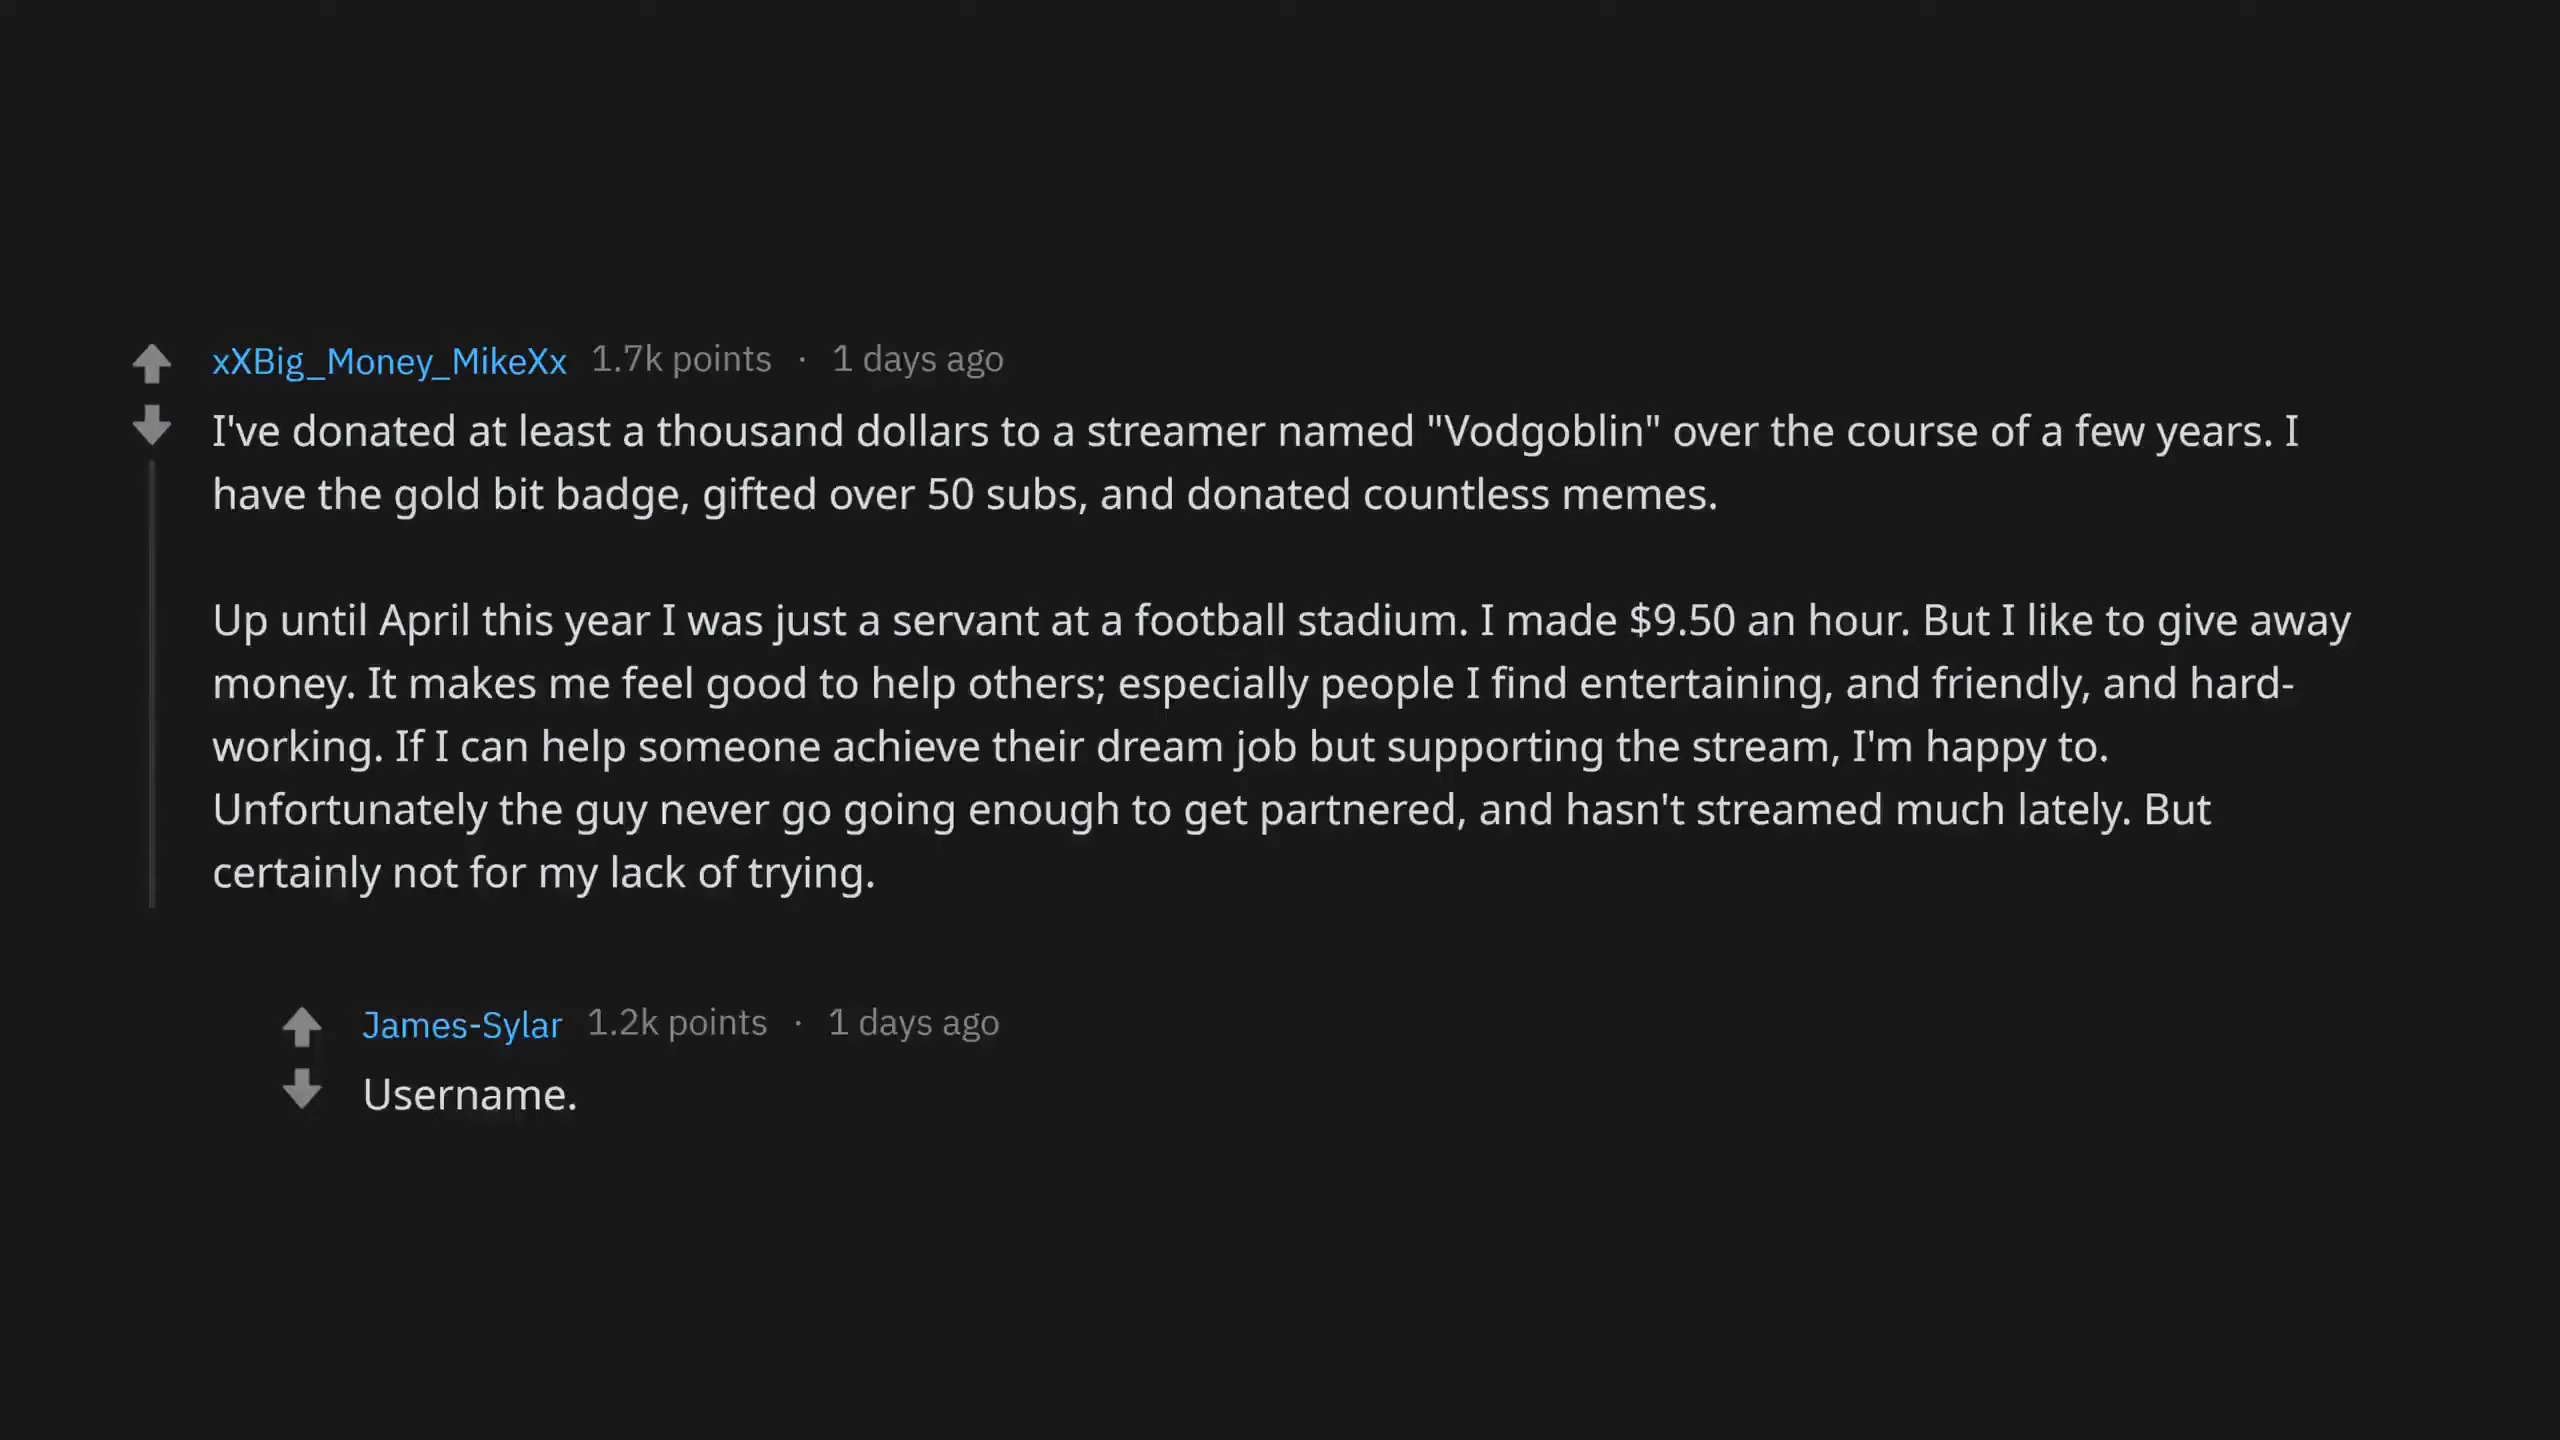 xXBig_Money_MikeXx 1.7k points · 1 days ago
I've donated at least a thousand dollars to a streamer named "Vodgoblin" over the course of a few years. I
have the gold bit badge, gifted over 50 subs, and donated countless memes.
Up until April this year I was just a servant at a football stadium. I made $9.50 an hour. But I like to give away
money. It makes me feel good to help others; especially people I find entertaining, and friendly, and hard-
working. If I can help someone achieve their dream job but supporting the stream, I'm happy to.
Unfortunately the guy never go going enough to get partnered, and hasn't streamed much lately. But
certainly not for my lack of trying.
James-Sylar 1.2k points · 1 days ago
Username.